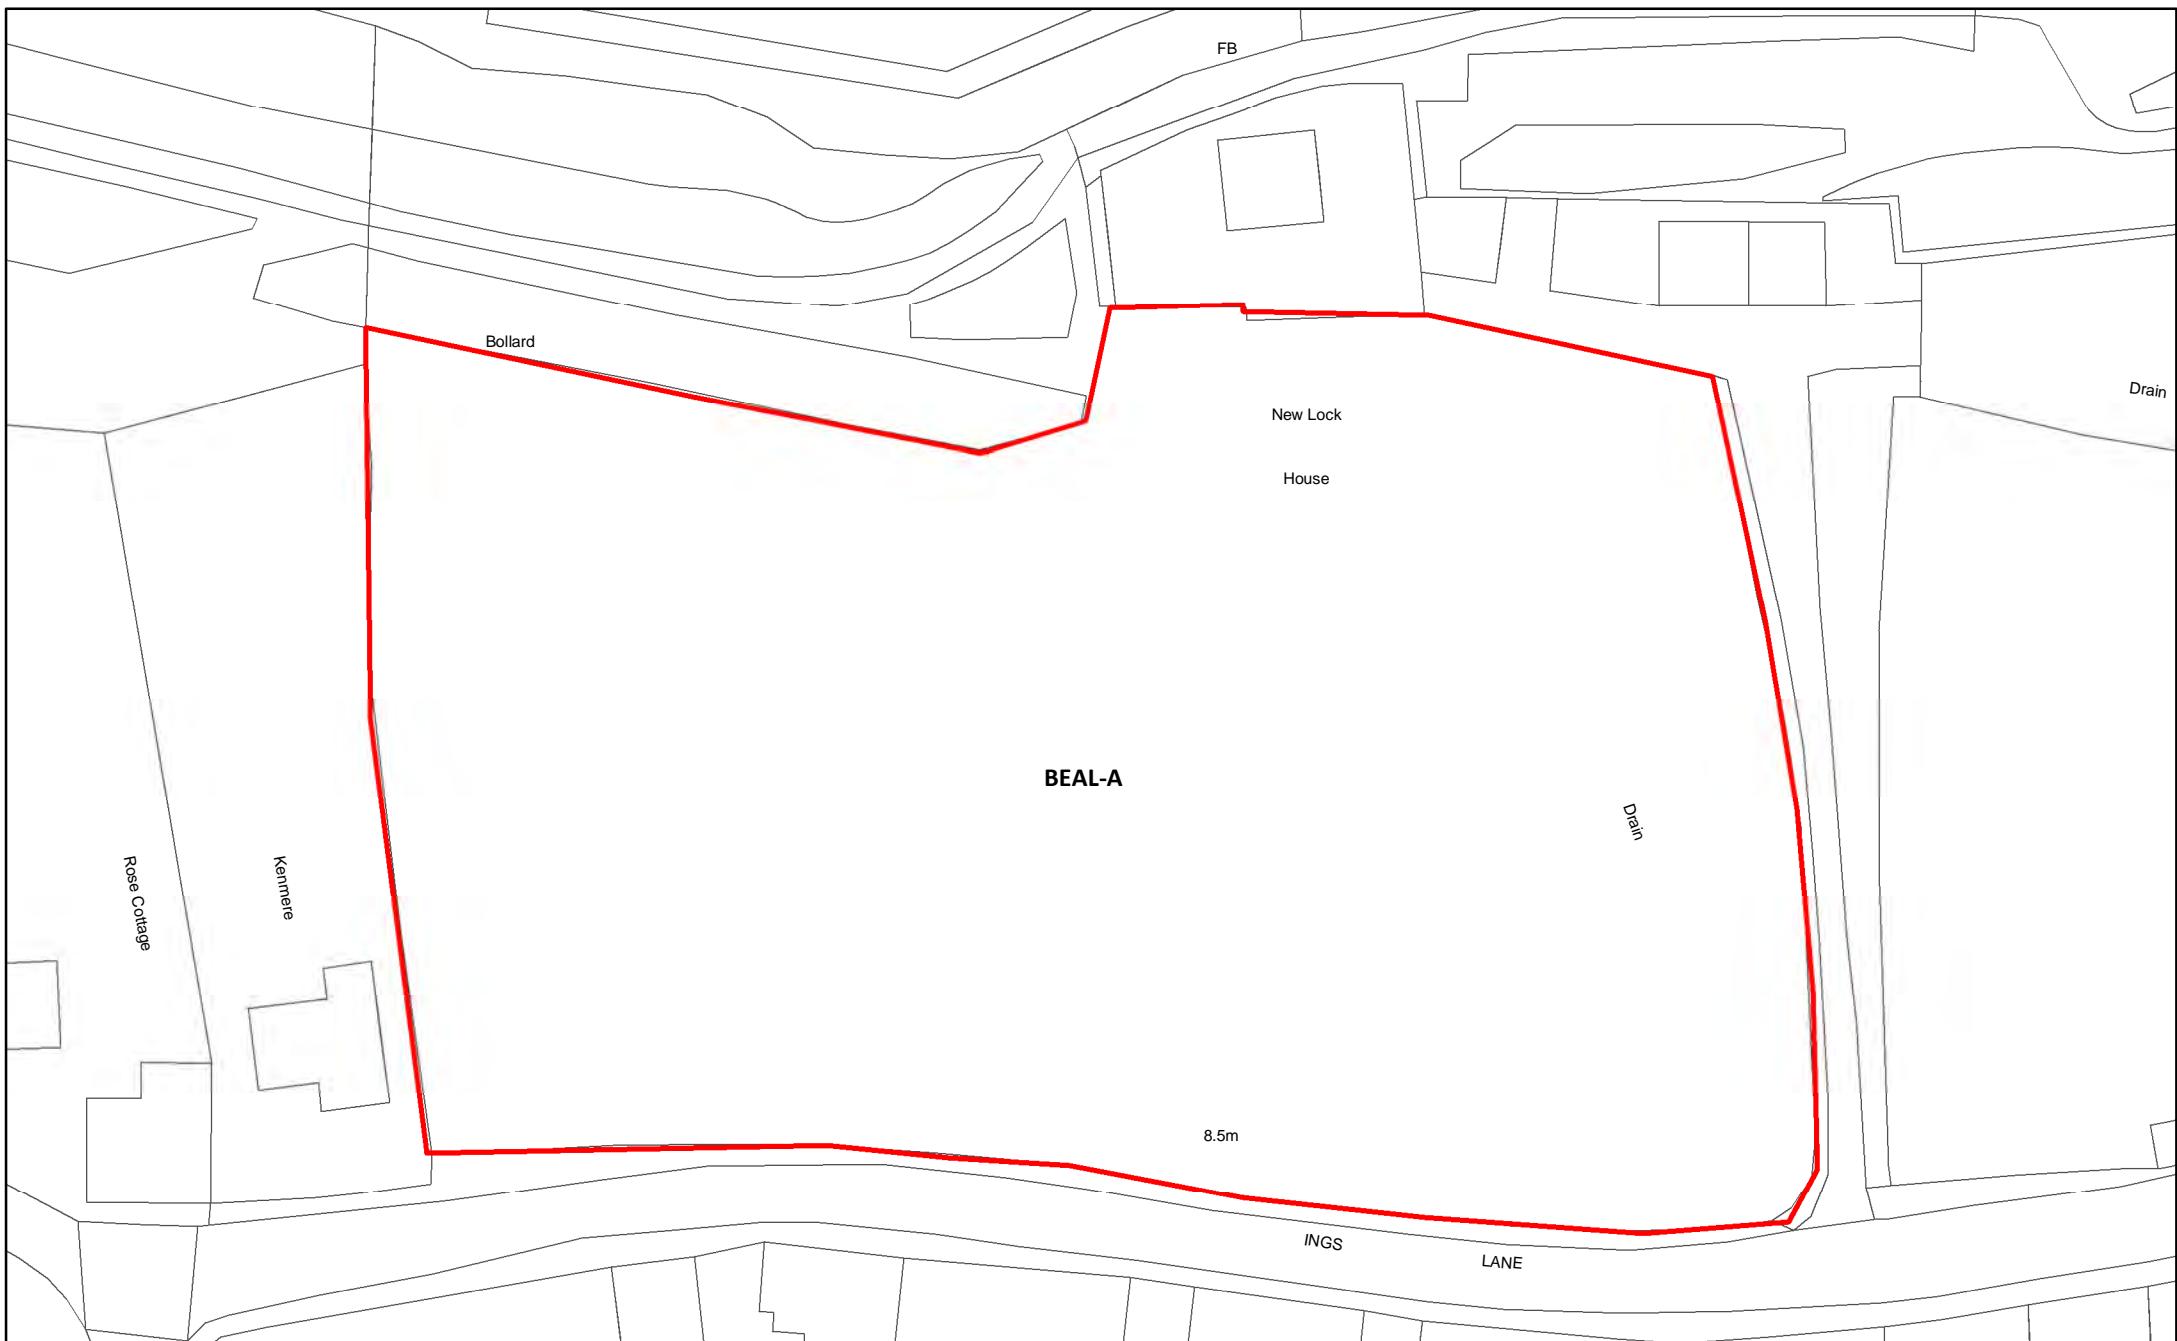 FB
Bollard
Drain
New Lock
House
BEAL-A
Drain
Rose Cottage
Kenmere
8.5m
INGS
LANE